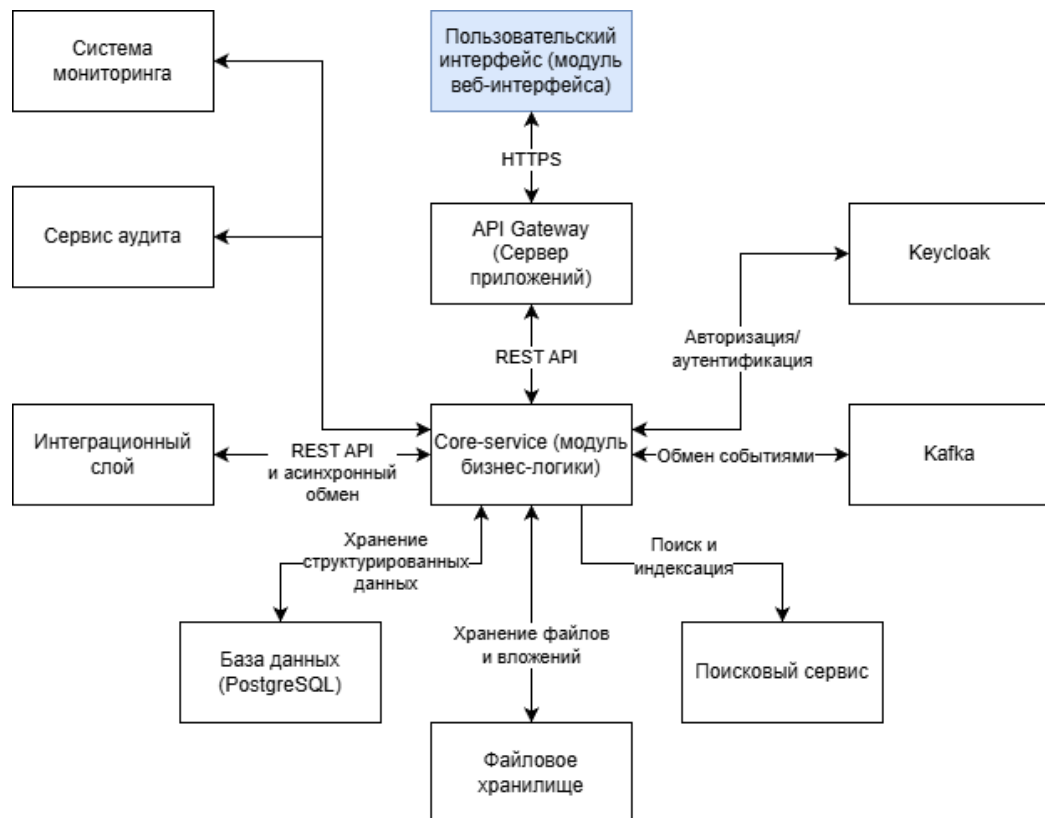 Система
мониторинга
Пользовательский
интерфейс (модуль
веб-интерфейса)
HTTPS
Сервис аудита
API Gateway
(Сервер
приложений)
Keycloak
REST API
Авторизация/
аутентификация
Интеграционный
слой
REST API
и асинхронный
обмен
Core-service (модуль
бизнес-логики)
Обмен событиями
Kafka
Хранение
структурированных
данных
Поиск и
индексация
База данных
(PostgreSQL)
Хранение файлов
и вложений
Поисковый сервис
Файловое
хранилище